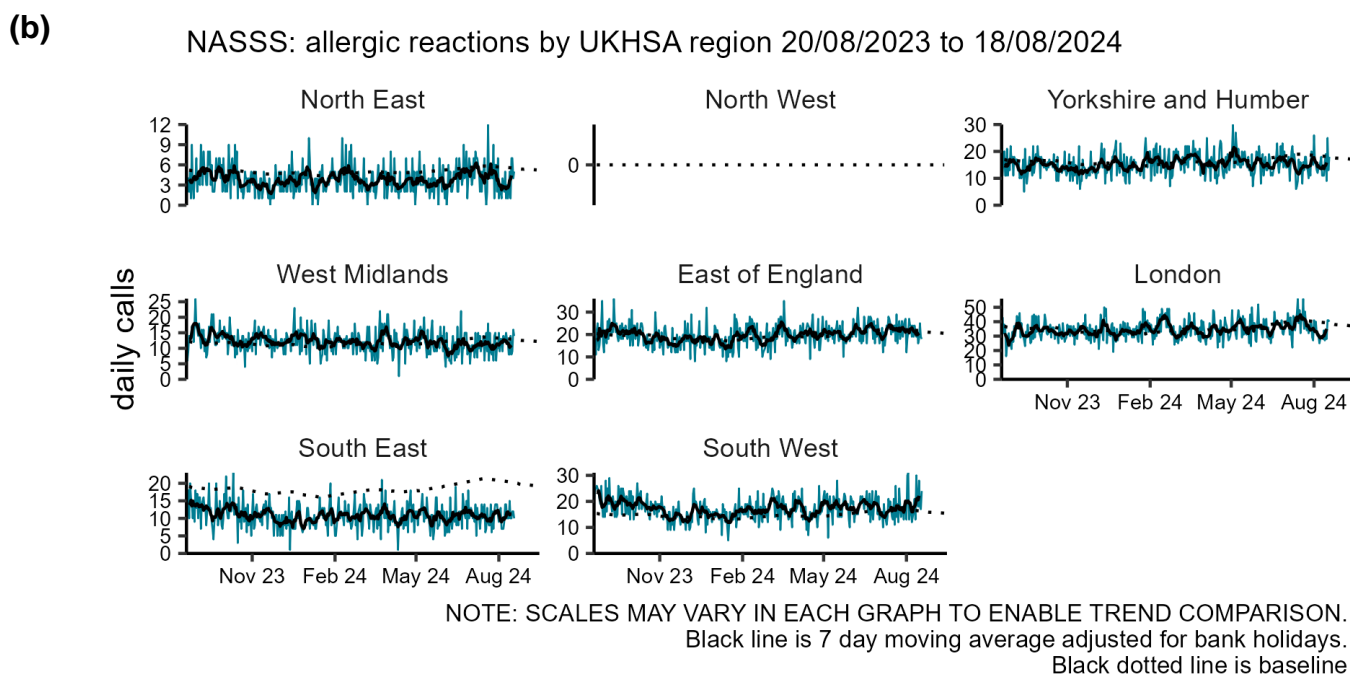 (b)
NASSS: allergic reactions by UKHSA region 20/08/2023 to 18/08/2024
daily calls
North East
12
9
6
3
0
North West
0
Yorkshire and Humber
30
20
10
0
West Midlands
25
20
15
10
5
0
East of England
30
20
10
0
London
50
40
30
20
10
0
Nov 23 Feb 24 May 24 Aug 24
South East
20
15
10
5
0
Nov 23 Feb 24 May 24 Aug 24
South West
30
20
10
0
Nov 23 Feb 24 May 24 Aug 24
NOTE: SCALES MAY VARY IN EACH GRAPH TO ENABLE TREND COMPARISON.
Black line is 7 day moving average adjusted for bank holidays.
Black dotted line is baseline